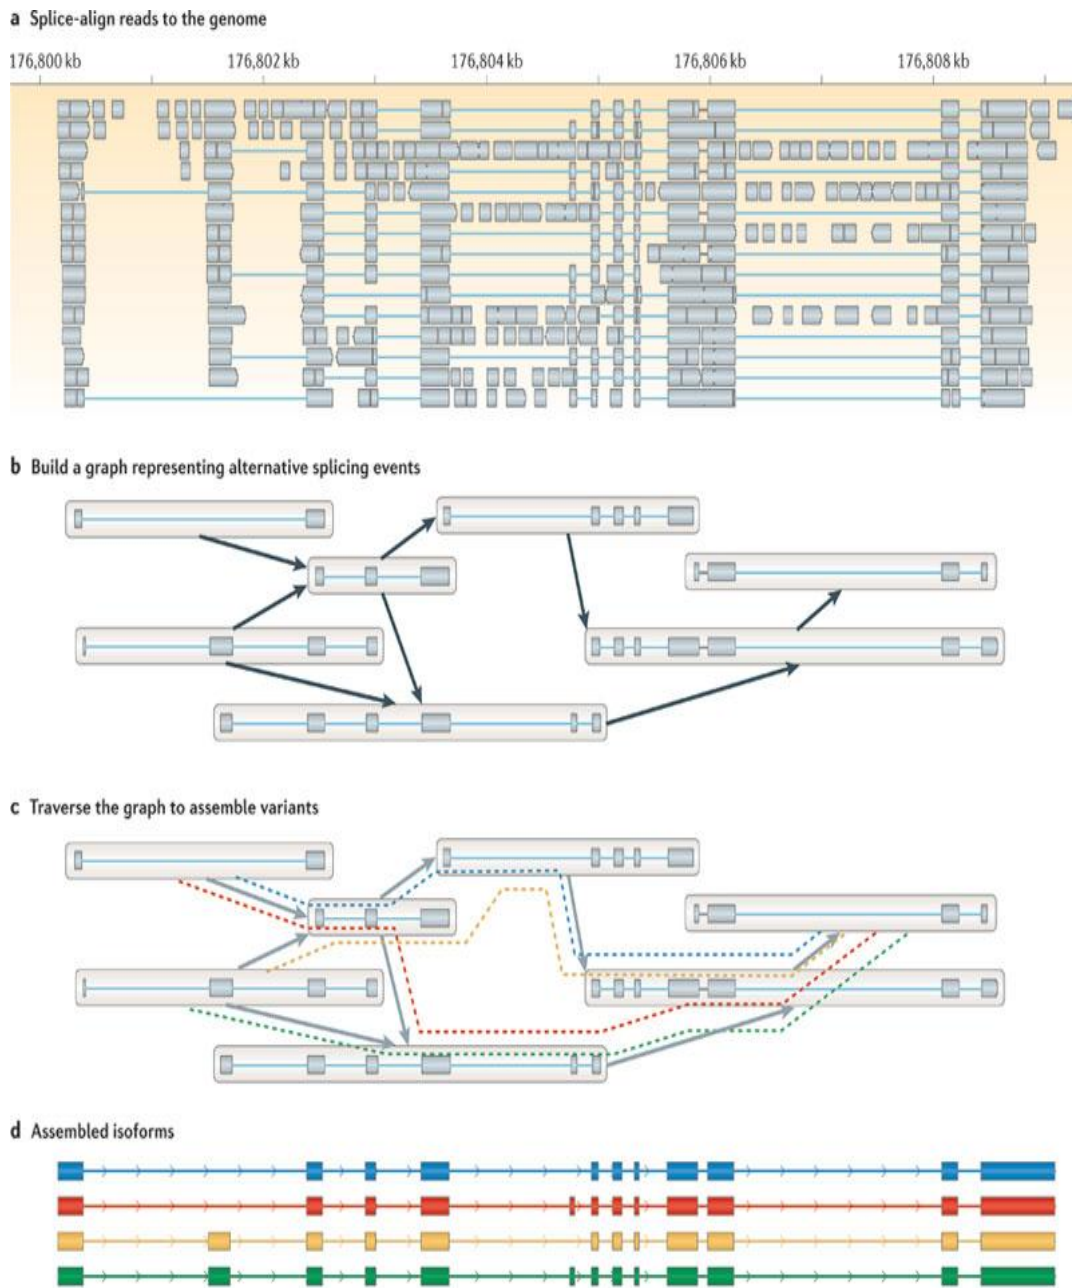 a Splice-align reads to the genome
176,800 kb 176,802 kb 176,804 kb 176,806 kb 176,808 kb
b Build a graph representing alternative splicing events
c Traverse the graph to assemble variants
d Assembled isoforms